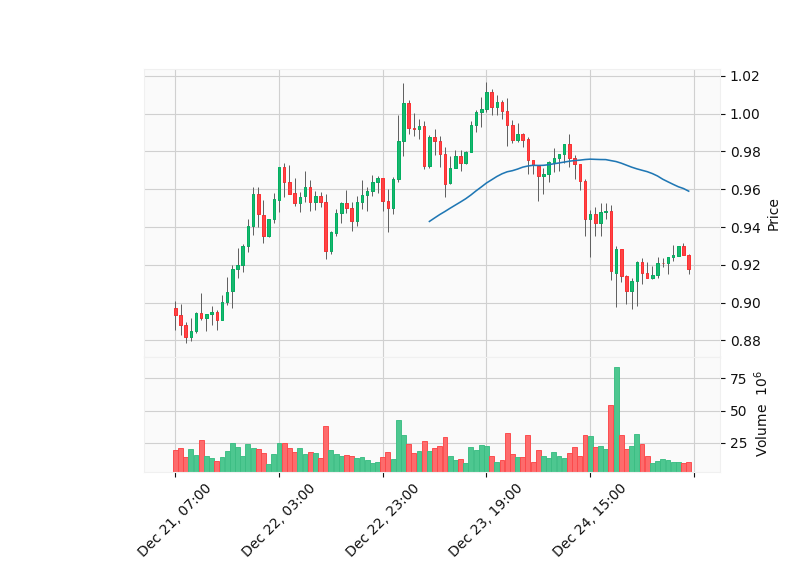 1.02
1.00
0.98
0.96
0.94
0.92
0.90
0.88
Price
75
50
25
Volume 10^6
Dec 21, 07:00
Dec 22, 03:00
Dec 22, 23:00
Dec 23, 19:00
Dec 24, 15:00